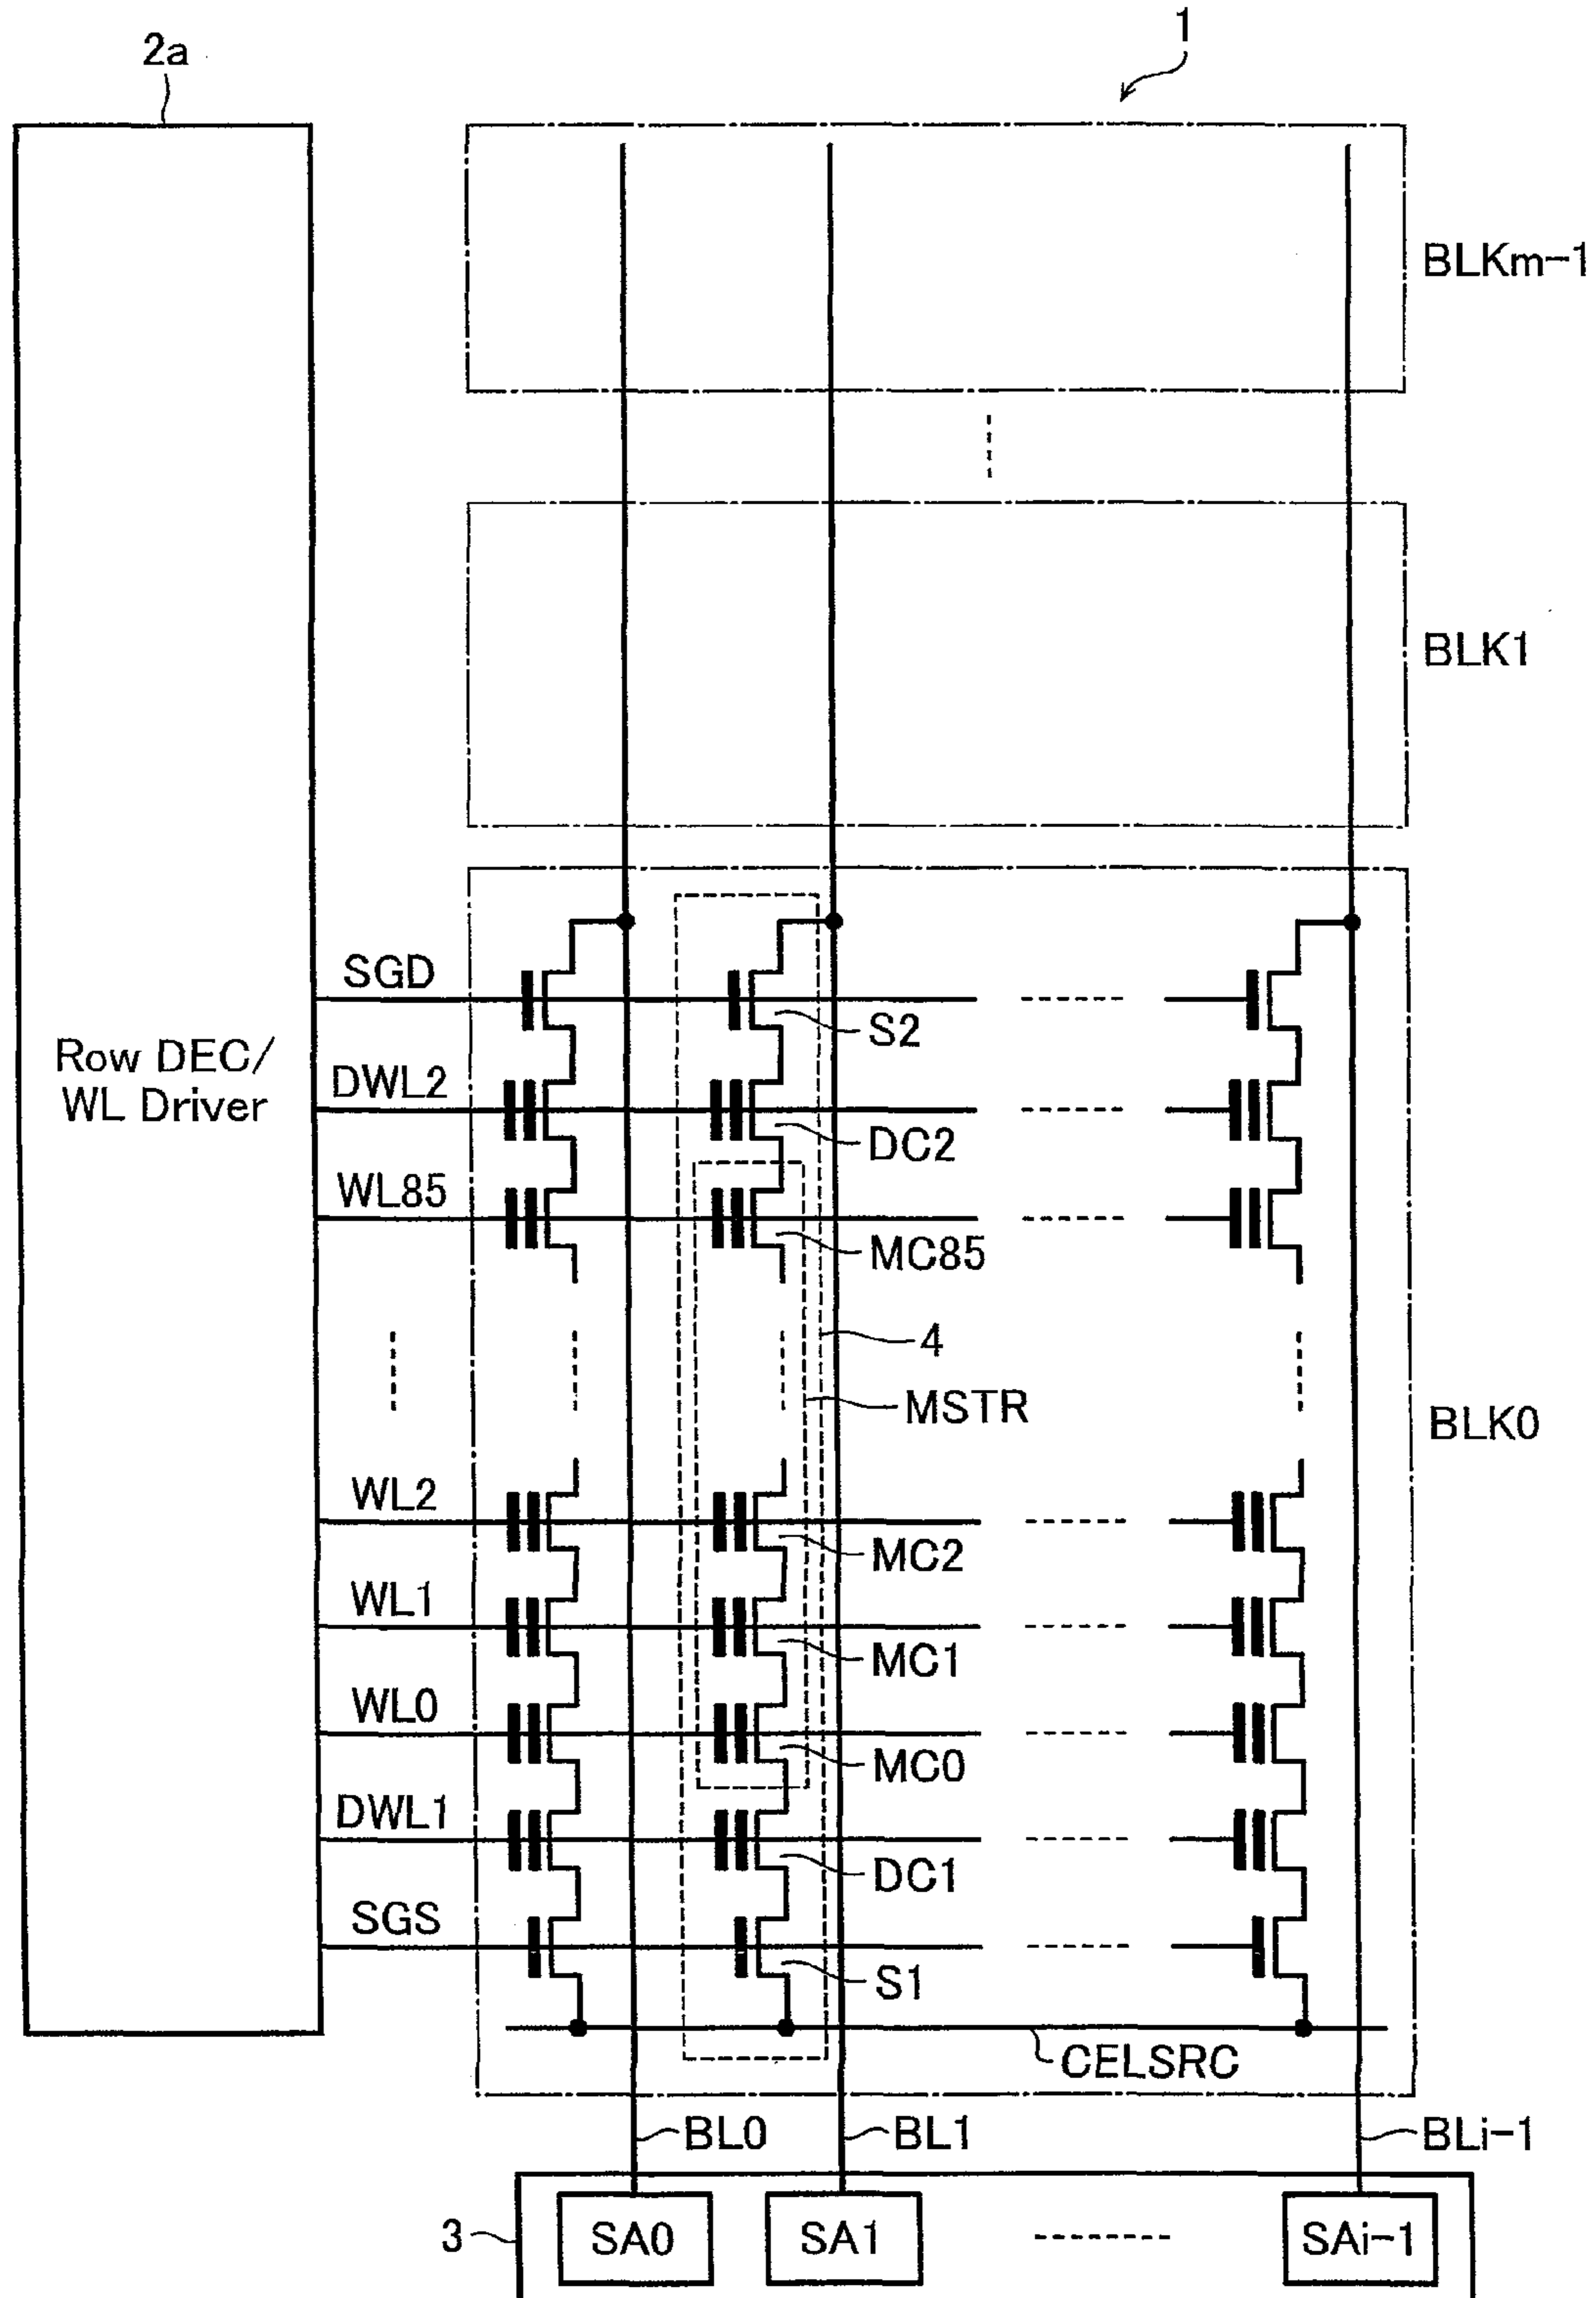 1
2a
BLKm-1
BLK1
SGD
S2
Row DEC/
WL Driver
DWL2
DC2
WL85
MC85
4
MSTR
BLK0
WL2
MC2
WL1
MC1
WL0
MC0
DWL1
DC1
SGS
S1
CELSRC
BL0
BL1
BLi-1
3
SA0
SA1
SAi-1